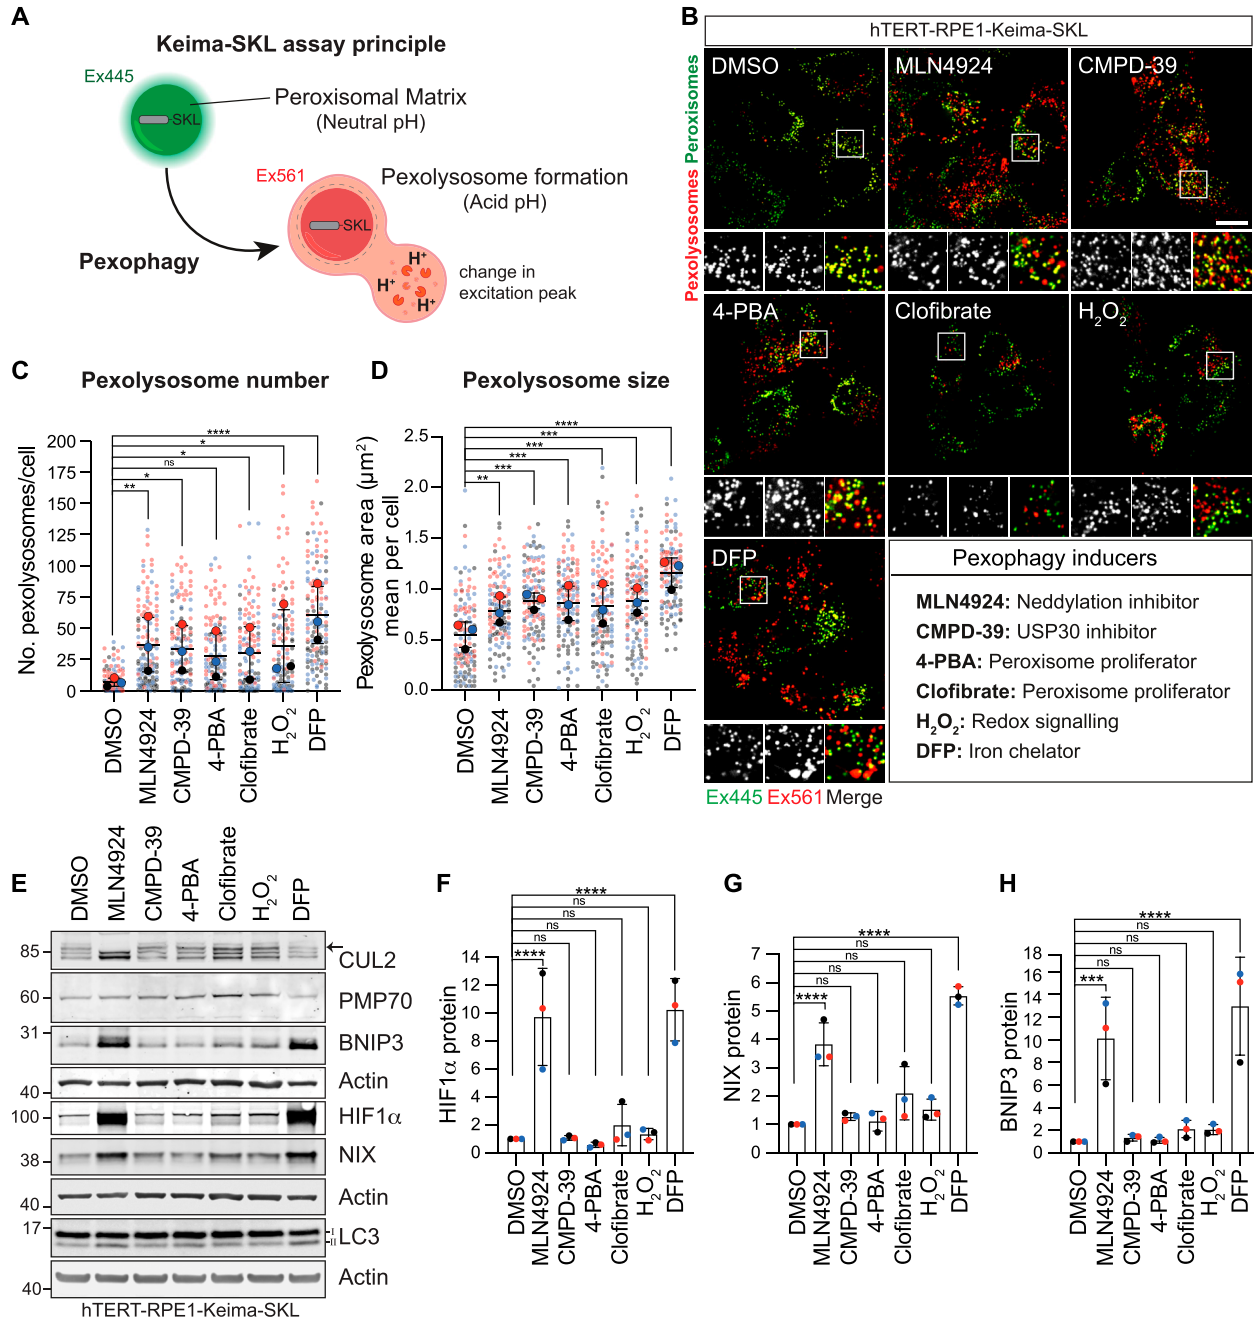 A
Keima-SKL assay principle
Ex445
SKL
Peroxisomal Matrix
(Neutral pH)
Ex561
Pexolysosome formation
(Acid pH)
SKL
Pexophagy
H+
H+
H+
H+
change in
excitation peak
B
hTERT-RPE1-Keima-SKL
Pexolysosomes Peroxisomes
DMSO
MLN4924
CMPD-39
4-PBA
Clofibrate
H2O2
DFP
Ex445 Ex561 Merge
Pexophagy inducers
MLN4924: Neddylation inhibitor
CMPD-39: USP30 inhibitor
4-PBA: Peroxisome proliferator
Clofibrate: Peroxisome proliferator
H2O2: Redox signalling
DFP: Iron chelator
C
Pexolysosome number
No. pexolysosomes/cell
200
175
150
125
100
75
50
25
0
****
*
*
ns
*
**
DMSO
MLN4924
CMPD-39
4-PBA
Clofibrate
H2O2
DFP
D
Pexolysosome size
Pexolysosome area (µm2)
mean per cell
2.5
2.0
1.5
1.0
0.5
0.0
****
***
***
***
***
**
DMSO
MLN4924
CMPD-39
4-PBA
Clofibrate
H2O2
DFP
E
DMSO
MLN4924
CMPD-39
4-PBA
Clofibrate
H2O2
DFP
85
CUL2
60
PMP70
31
BNIP3
40
Actin
100
HIF1α
38
NIX
40
Actin
17
I
II
LC3
40
Actin
hTERT-RPE1-Keima-SKL
F
HIF1α protein
14
12
10
8
6
4
2
0
****
ns
ns
ns
ns
****
DMSO
MLN4924
CMPD-39
4-PBA
Clofibrate
H2O2
DFP
G
NIX protein
7
6
5
4
3
2
1
0
****
ns
ns
ns
ns
****
DMSO
MLN4924
CMPD-39
4-PBA
Clofibrate
H2O2
DFP
H
BNIP3 protein
18
16
14
12
10
8
6
4
2
0
****
ns
ns
ns
ns
***
DMSO
MLN4924
CMPD-39
4-PBA
Clofibrate
H2O2
DFP